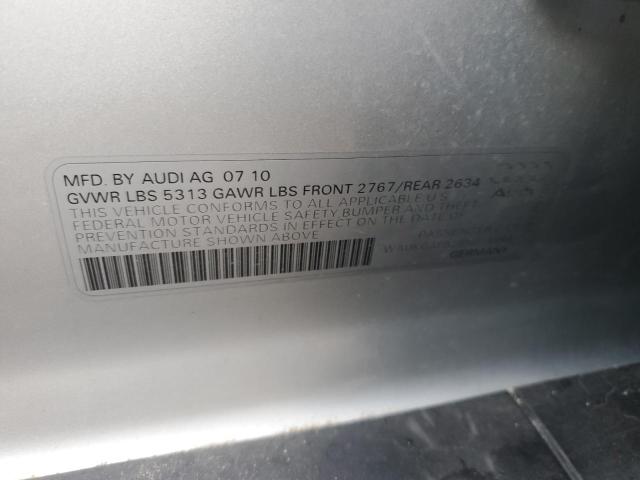 MFD. BY AUDI AG 07 10
GVWR LBS 5313 GAWR LBS FRONT 2767/REAR 2634
THIS VEHICLE CONFORMS TO ALL APPLICABLE U.S.
FEDERAL MOTOR VEHICLE SAFETY BUMPER AND THEFT
PREVENTION STANDARDS IN EFFECT ON THE DATE OF
MANUFACTURE SHOWN ABOVE
PASSENGER
GERMANY